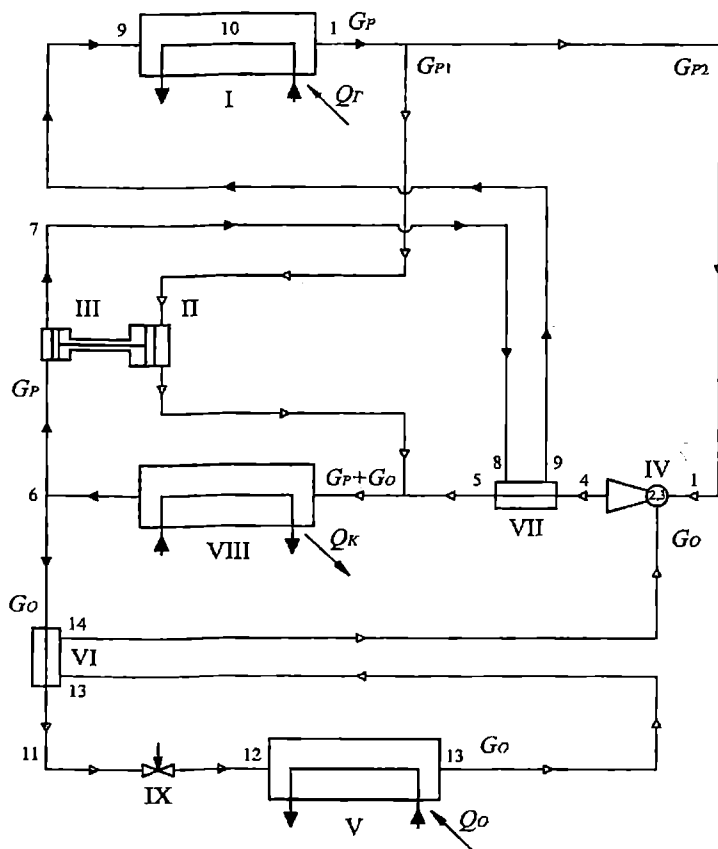 9 10 1 Gₚ
Gₚ₁ Gₚ₂
I Qг
7
III II
Gₚ
8 9 IV
6 Gₚ+Gₒ 5 4 2,3 1
VIII Qк VII Gₒ
Gₒ
14
VI
13
11 12 13 Gₒ
IX V Qₒ